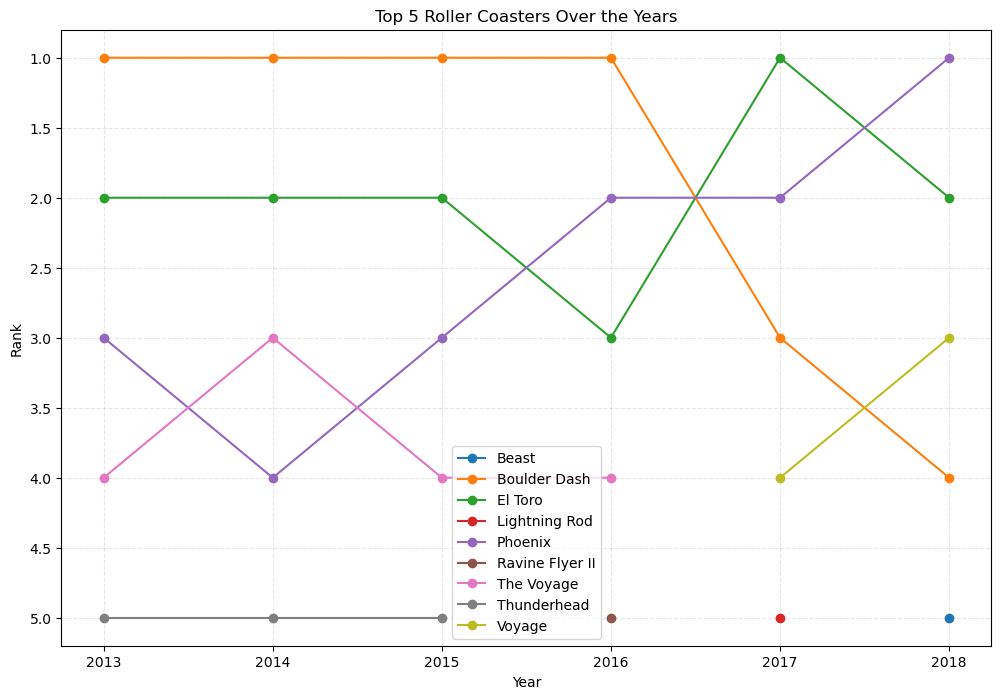 Top 5 Roller Coasters Over the Years
Rank
1.0
1.5
2.0
2.5
3.0
3.5
4.0
4.5
5.0
Beast
Boulder Dash
El Toro
Lightning Rod
Phoenix
Ravine Flyer II
The Voyage
Thunderhead
Voyage
2013 2014 2015 2016 2017 2018
Year